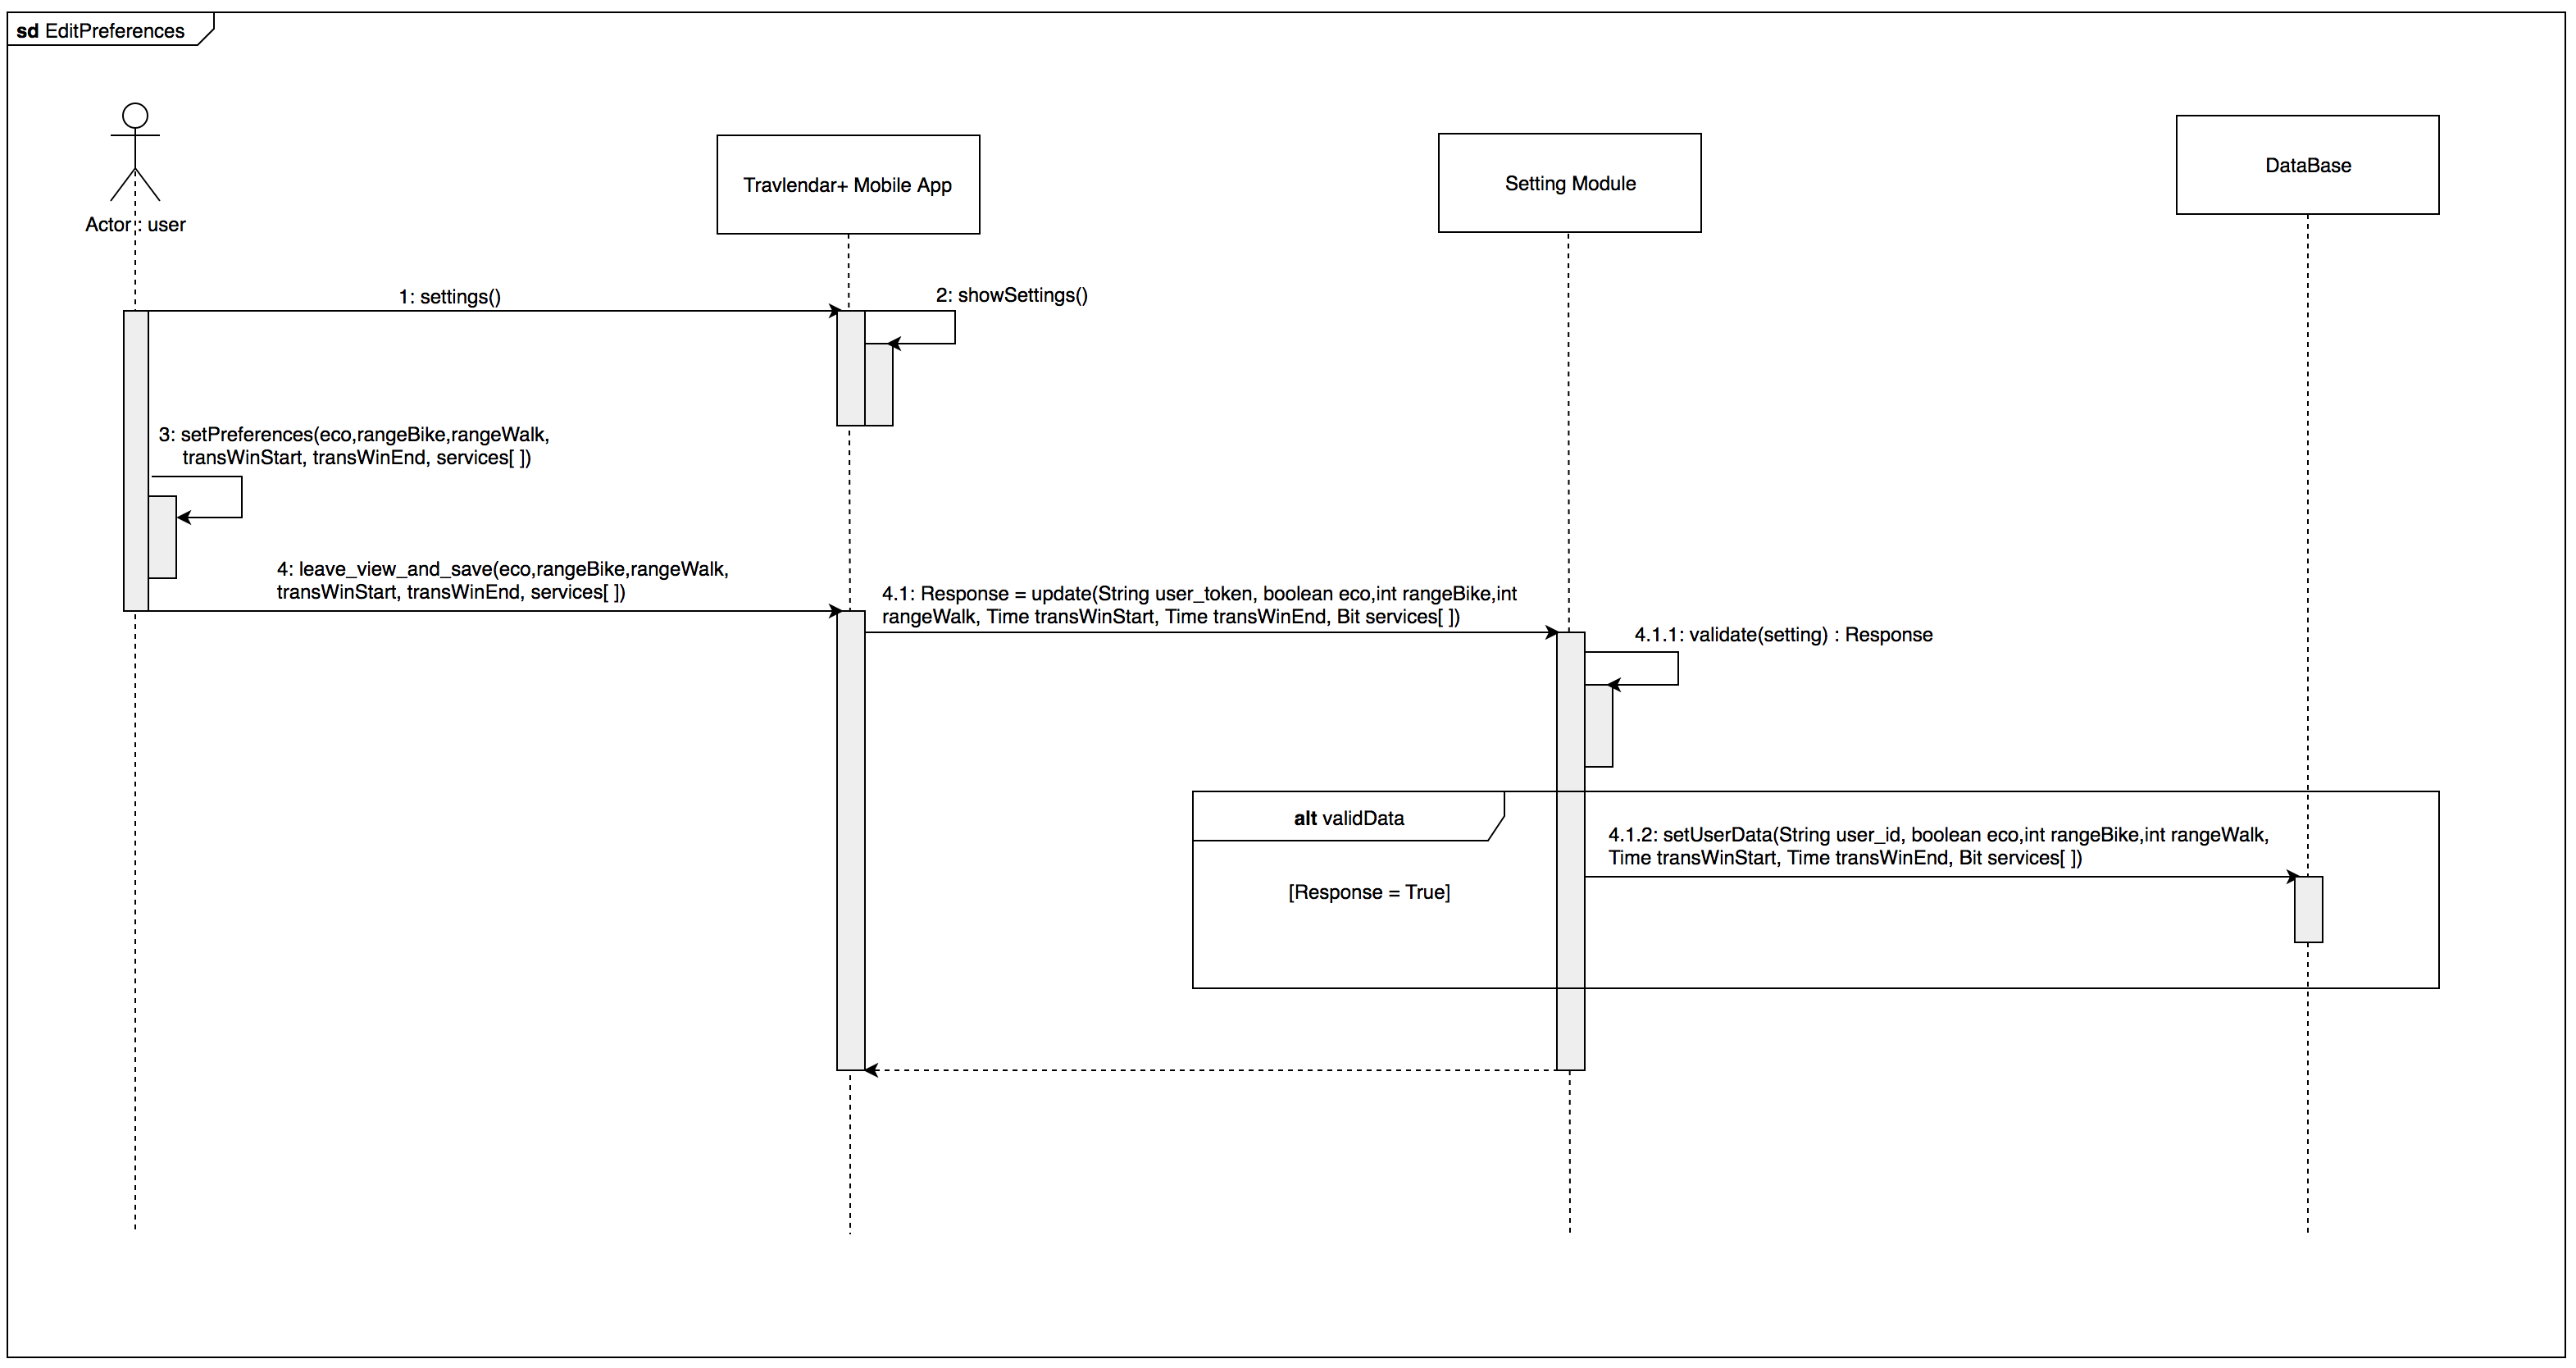 sd EditPreferences
Actor : user
Travlendar+ Mobile App
Setting Module
DataBase
1: settings()
2: showSettings()
3: setPreferences(eco,rangeBike,rangeWalk,
transWinStart, transWinEnd, services[ ])
4: leave_view_and_save(eco,rangeBike,rangeWalk,
transWinStart, transWinEnd, services[ ])
4.1: Response = update(String user_token, boolean eco,int rangeBike,int
rangeWalk, Time transWinStart, Time transWinEnd, Bit services[ ])
4.1.1: validate(setting) : Response
alt validData
[Response = True]
4.1.2: setUserData(String user_id, boolean eco,int rangeBike,int rangeWalk,
Time transWinStart, Time transWinEnd, Bit services[ ])